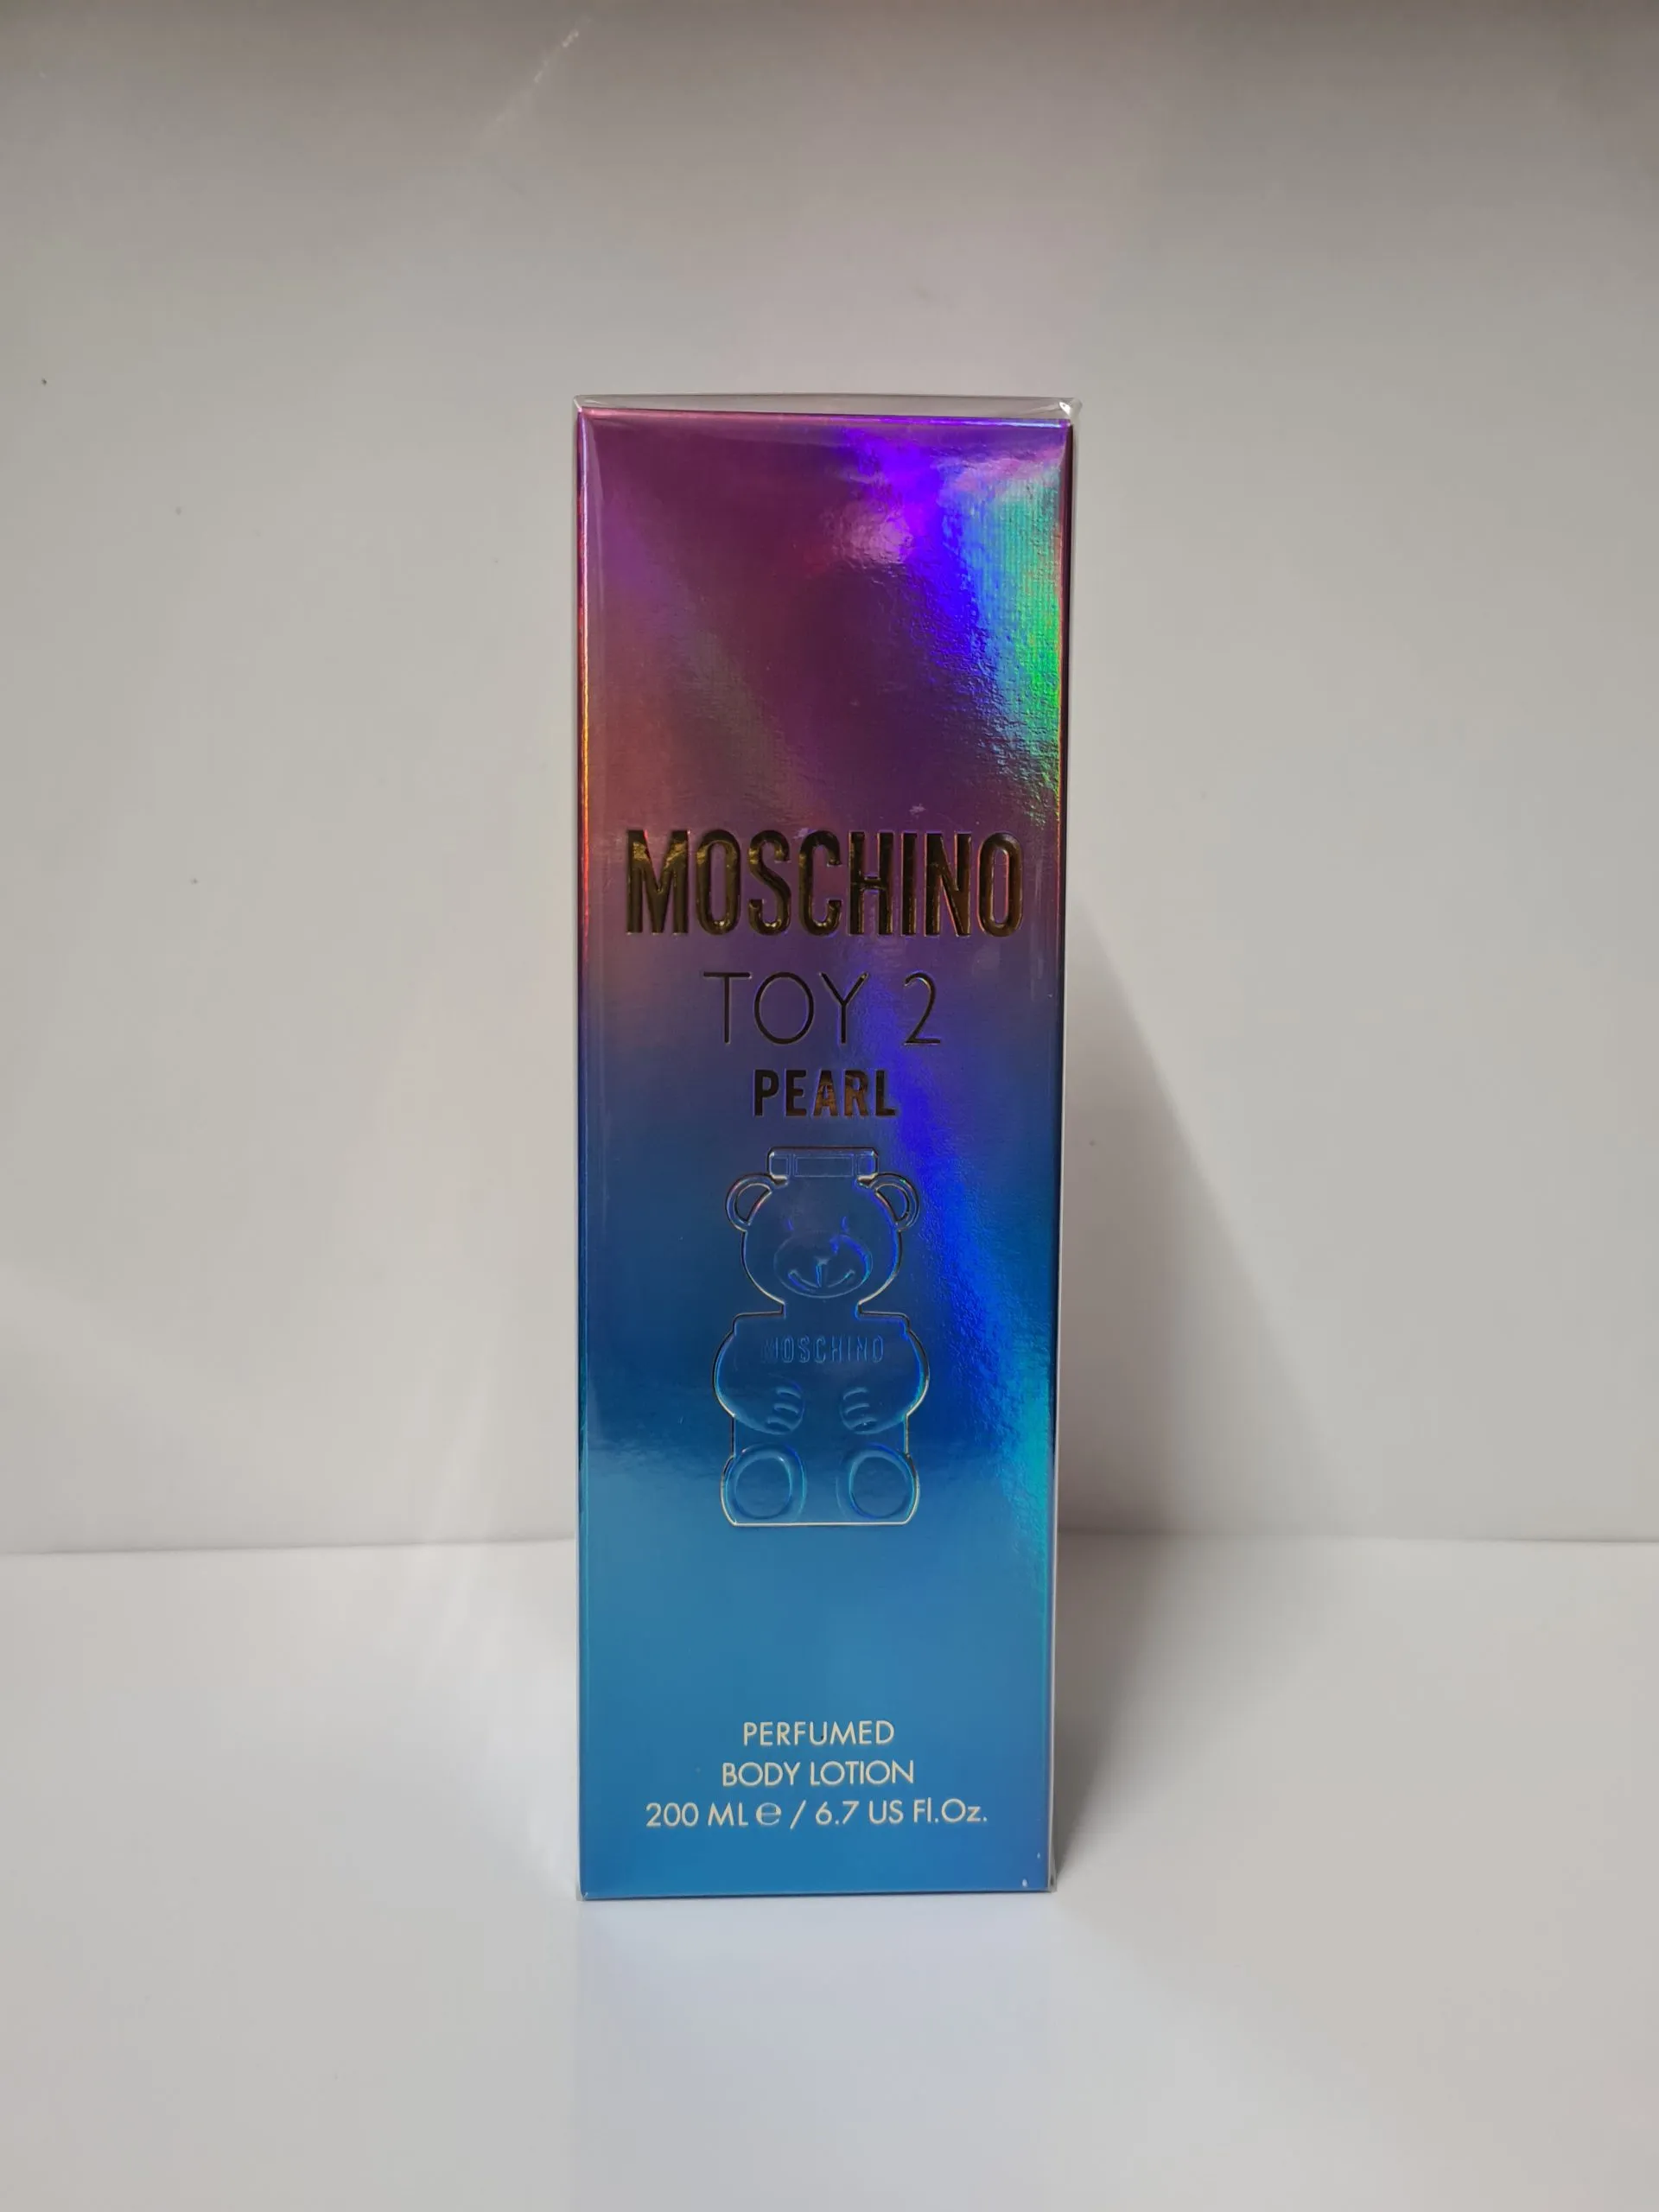 MOSCHINO
TOY 2
PEARL
MOSCHINO
PERFUMED
BODY LOTION
200 ML ℮ / 6.7 US Fl.Oz.